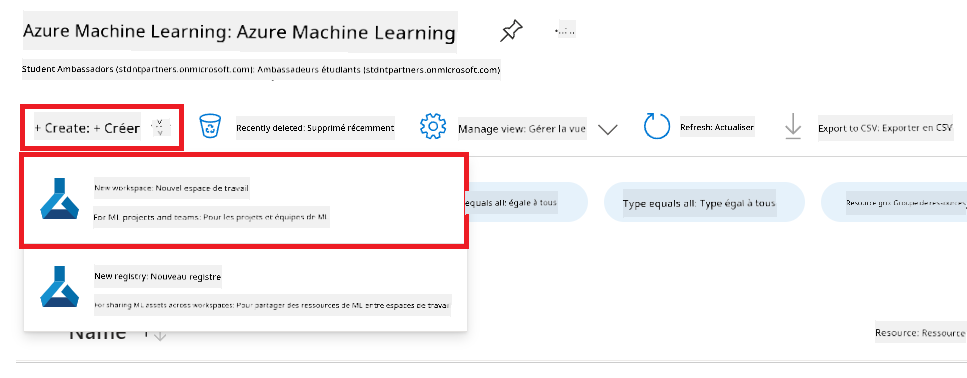 Azure Machine Learning: Azure Machine Learning
Student Ambassadors (stdntpartners.onmicrosoft.com): Ambassadeurs étudiants (stdntpartners.onmicrosoft.com)
+ Create: + Créer
Recently deleted: Supprimé récemment
Manage view: Gérer la vue
Refresh: Actualiser
Export to CSV: Exporter en CSV
New workspace: Nouvel espace de travail
For ML projects and teams: Pour les projets et équipes de ML
equals all: égale à tous
Type equals all: Type égal à tous
Resource grou Groupe de ressources
New registry: Nouveau registre
For sharing ML assets across workspaces: Pour partager des ressources de ML entre espaces de travai
Name
Resource: Ressource